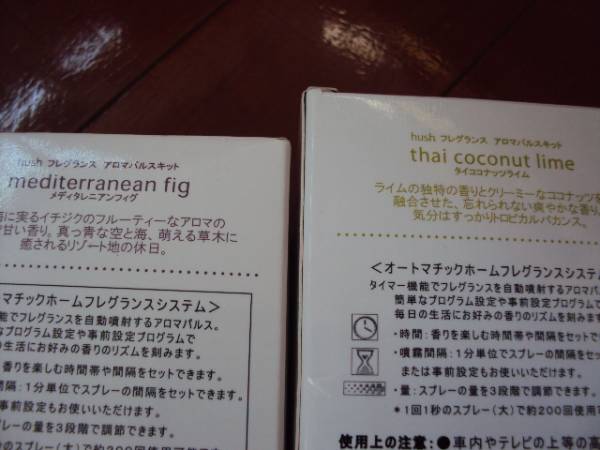 hush フレグランス アロマパルスキット
mediterranean fig
メディタレニアンフィグ
に実るイチジクのフルーティーなアロマの
甘い香り。真っ青な空と海、萌える草木に
癒されるリゾート地の休日。
マチックホームフレグランスシステム>
能でフレグランスを自動噴射するアロマパルス。
なプログラム設定や事前設定プログラムで
の生活にお好みの香りのリズムを刻みます。
香りを楽しむ時間帯や間隔をセットできます。
間隔:1分単位でスプレーの間隔をセットできます。
は事前設定もお使いいただけます。
プレーの量を3段階で調節できます。
秒のスプレー(大)で約200回使用可能です
hush フレグランス アロマパルスキット
thai coconut lime
タイココナッツライム
ライムの独特の香りとクリーミーなココナッツを
融合させた、忘れられない爽やかな香り。
気分はすっかりトロピカルバカンス。
<オートマチックホームフレグランスシステム
タイマー機能でフレグランスを自動噴射するアロマパル
簡単なプログラム設定や事前設定プログラムで
毎日の生活にお好みの香りのリズムを刻みま
・時間:香りを楽しむ時間帯や間隔をセットで
・噴霧間隔:1分単位でスプレーの間隔をセット
または事前設定もお使いいただけ
・量:スプレーの量を3段階で調節できます。
*1回1秒のスプレー(大)で約200回使用可
使用上の注意:●車内やテレビの上等の高